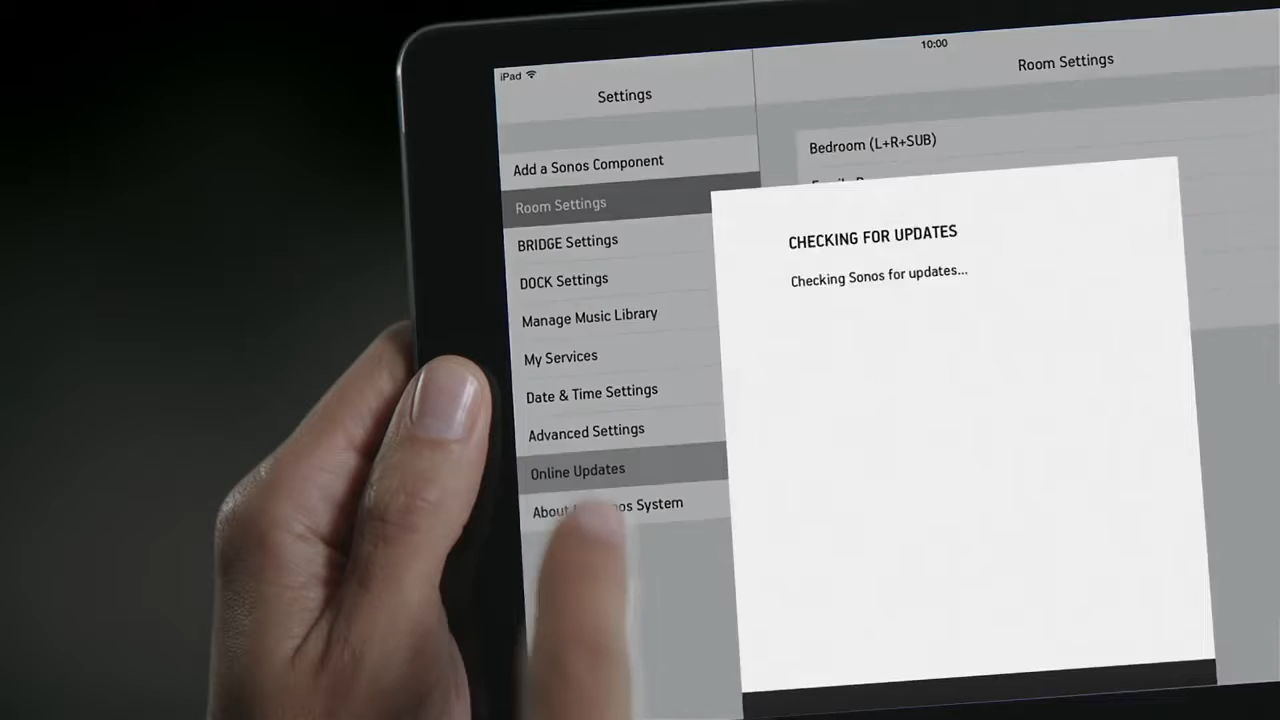 iPad
10:00
Settings
Room Settings
Add a Sonos Component
Room Settings
BRIDGE Settings
DOCK Settings
Manage Music Library
My Services
Date & Time Settings
Advanced Settings
Online Updates
About System
Bedroom (L+R+SUB)
CHECKING FOR UPDATES
Checking Sonos for updates...